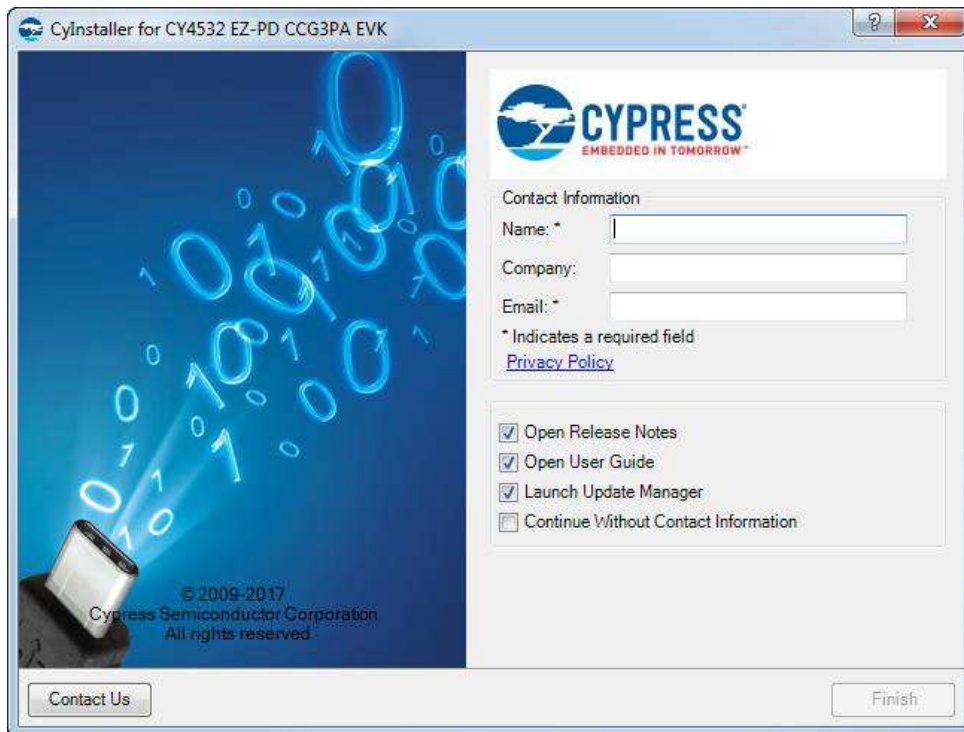 CyInstaller for CY4532 EZ-PD CCG3PA EVK
CYPRESS®
EMBEDDED IN TOMORROW™
Contact Information
Name: *
Company:
Email: *
* Indicates a required field
Privacy Policy
Open Release Notes
Open User Guide
Launch Update Manager
Continue Without Contact Information
© 2009-2017
Cypress Semiconductor Corporation
All rights reserved
Contact Us
Finish